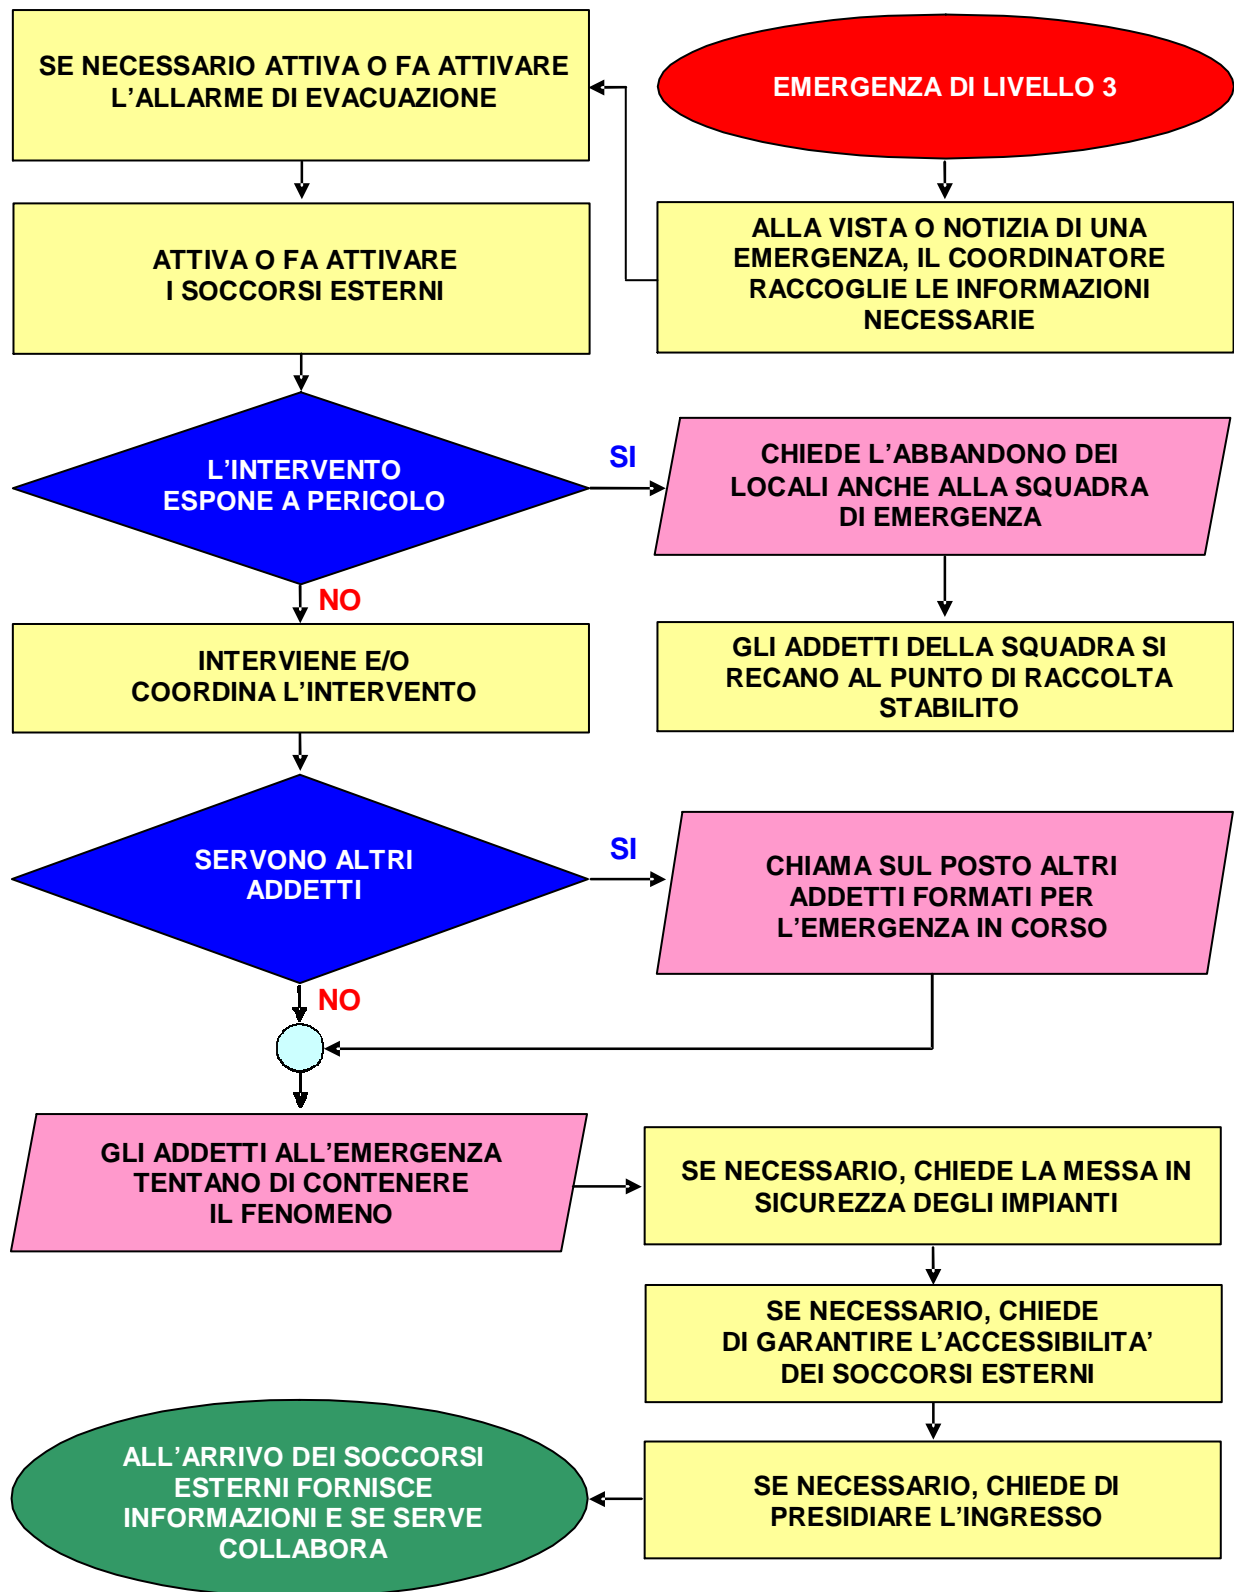 EMERGENZA DI LIVELLO 3
ALLA VISTA O NOTIZIA DI UNA
EMERGENZA, IL COORDINATORE
RACCOGLIE LE INFORMAZIONI
NECESSARIE
SE NECESSARIO ATTIVA O FA ATTIVARE
L'ALLARME DI EVACUAZIONE
ATTIVA O FA ATTIVARE
I SOCCORSI ESTERNI
L'INTERVENTO
ESPONE A PERICOLO
SI
CHIEDE L'ABBANDONO DEI
LOCALI ANCHE ALLA SQUADRA
DI EMERGENZA
GLI ADDETTI DELLA SQUADRA SI
RECANO AL PUNTO DI RACCOLTA
STABILITO
NO
INTERVIENE E/O
COORDINA L'INTERVENTO
SERVONO ALTRI
ADDETTI
SI
CHIAMA SUL POSTO ALTRI
ADDETTI FORMATI PER
L'EMERGENZA IN CORSO
NO
GLI ADDETTI ALL'EMERGENZA
TENTANO DI CONTENERE
IL FENOMENO
SE NECESSARIO, CHIEDE LA MESSA IN
SICUREZZA DEGLI IMPIANTI
SE NECESSARIO, CHIEDE
DI GARANTIRE L'ACCESSIBILITA'
DEI SOCCORSI ESTERNI
SE NECESSARIO, CHIEDE DI
PRESIDIARE L'INGRESSO
ALL'ARRIVO DEI SOCCORSI
ESTERNI FORNISCE
INFORMAZIONI E SE SERVE
COLLABORA